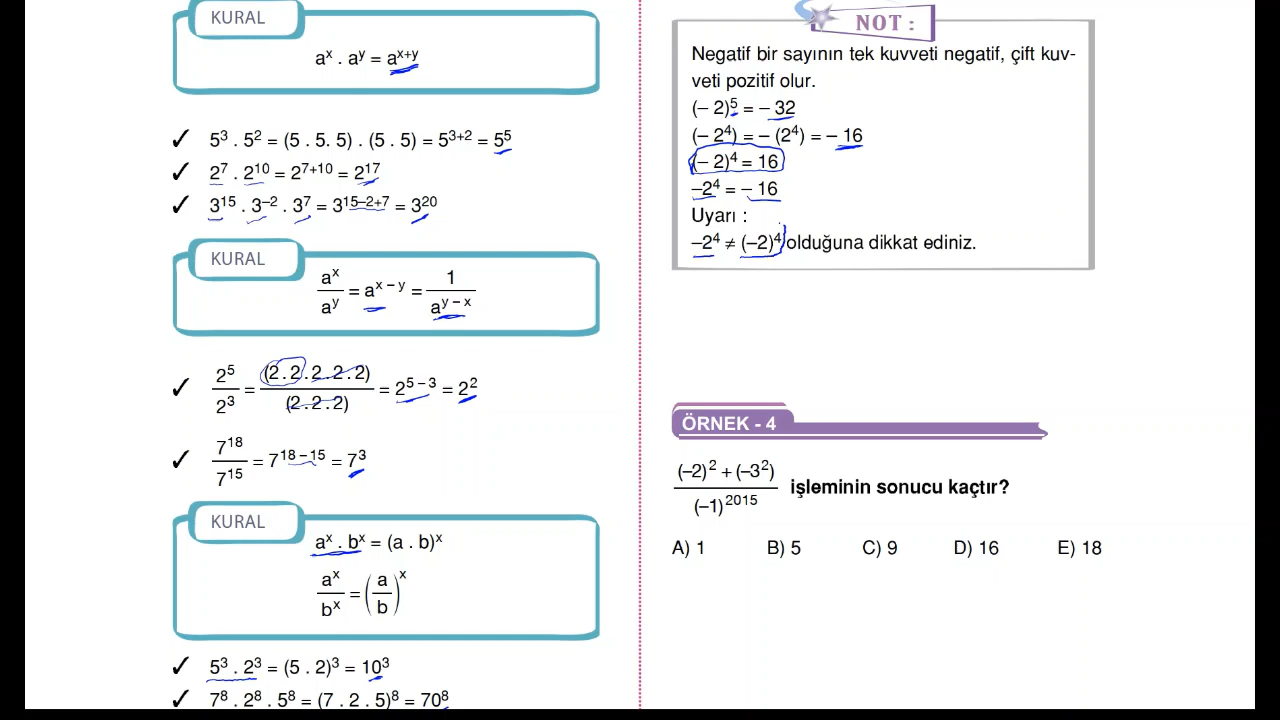 KURAL
aˣ . aʸ = aˣ⁺ʸ
✓ 5³ . 5² = (5 . 5. 5) . (5 . 5) = 5³⁺² = 5⁵
✓ 2⁷ . 2¹⁰ = 2⁷⁺¹⁰ = 2¹⁷
✓ 3¹⁵ . 3⁻² . 3⁷ = 3¹⁵⁻²⁺⁷ = 3²⁰
KURAL
aˣ/aʸ = aˣ ⁻ ʸ = 1/aʸ ⁻ ˣ
✓ 2⁵/2³ = (2 . 2 . 2 . 2 . 2)/(2 . 2 . 2) = 2⁵ ⁻ ³ = 2²
✓ 7¹⁸/7¹⁵ = 7¹⁸ ⁻ ¹⁵ = 7³
KURAL
aˣ . bˣ = (a . b)ˣ
aˣ/bˣ = (a/b)ˣ
✓ 5³ . 2³ = (5 . 2)³ = 10³
✓ 7⁸ . 2⁸ . 5⁸ = (7 . 2 . 5)⁸ = 70⁸
NOT :
Negatif bir sayının tek kuvveti negatif, çift kuv-
veti pozitif olur.
(– 2)⁵ = – 32
(– 2⁴) = – (2⁴) = – 16
(– 2)⁴ = 16
–2⁴ = – 16
Uyarı :
–2⁴ ≠ (–2)⁴ olduğuna dikkat ediniz.
ÖRNEK - 4
((–2)² + (–3²))/(–1)²⁰¹⁵ işleminin sonucu kaçtır?
A) 1 B) 5 C) 9 D) 16 E) 18